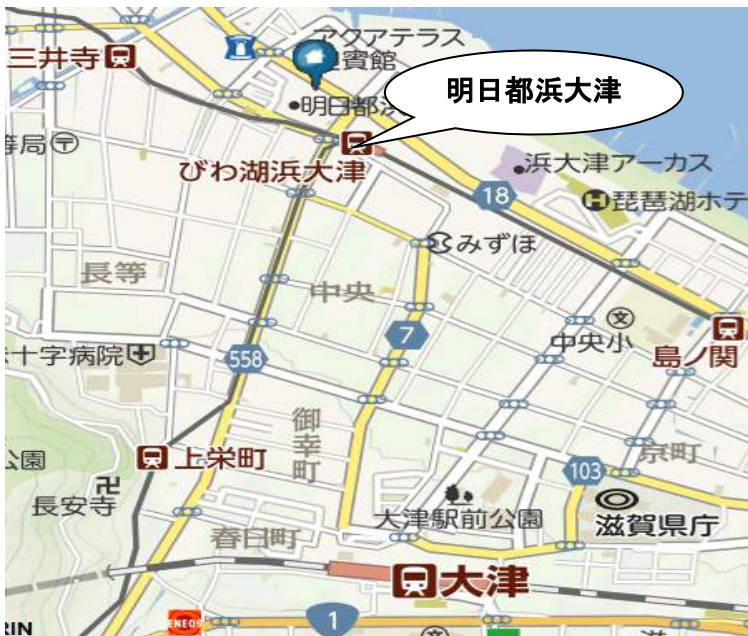 アクアテラス
三井寺
賓館
明日都浜大津
明日都浜
等局
びわ湖浜大津
浜大津アーカス
18
琵琶湖ホテ
みずほ
長等
中央
7
中央小
島ノ関
十字病院
558
御幸町
公園
上栄町
京町
103
長安寺
大津駅前公園
滋賀県庁
春日町
大津
ENEOS
1
RIN
滋